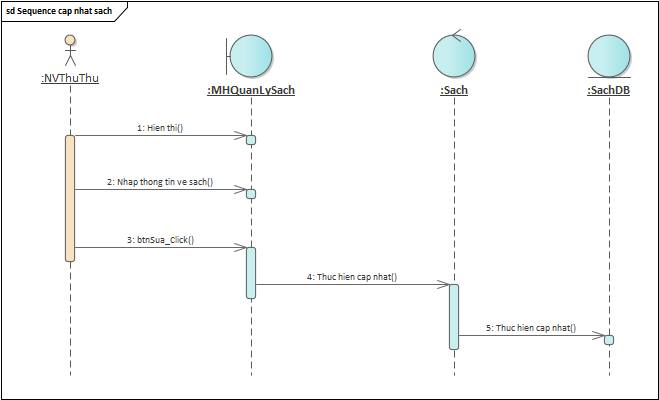 sd Sequence cap nhat sach
:NVThuThu
:MHQuanLySach
:Sach
:SachDB
1: Hien thi()
2: Nhap thong tin ve sach()
3: btnSua_Click()
4: Thuc hien cap nhat()
5: Thuc hien cap nhat()